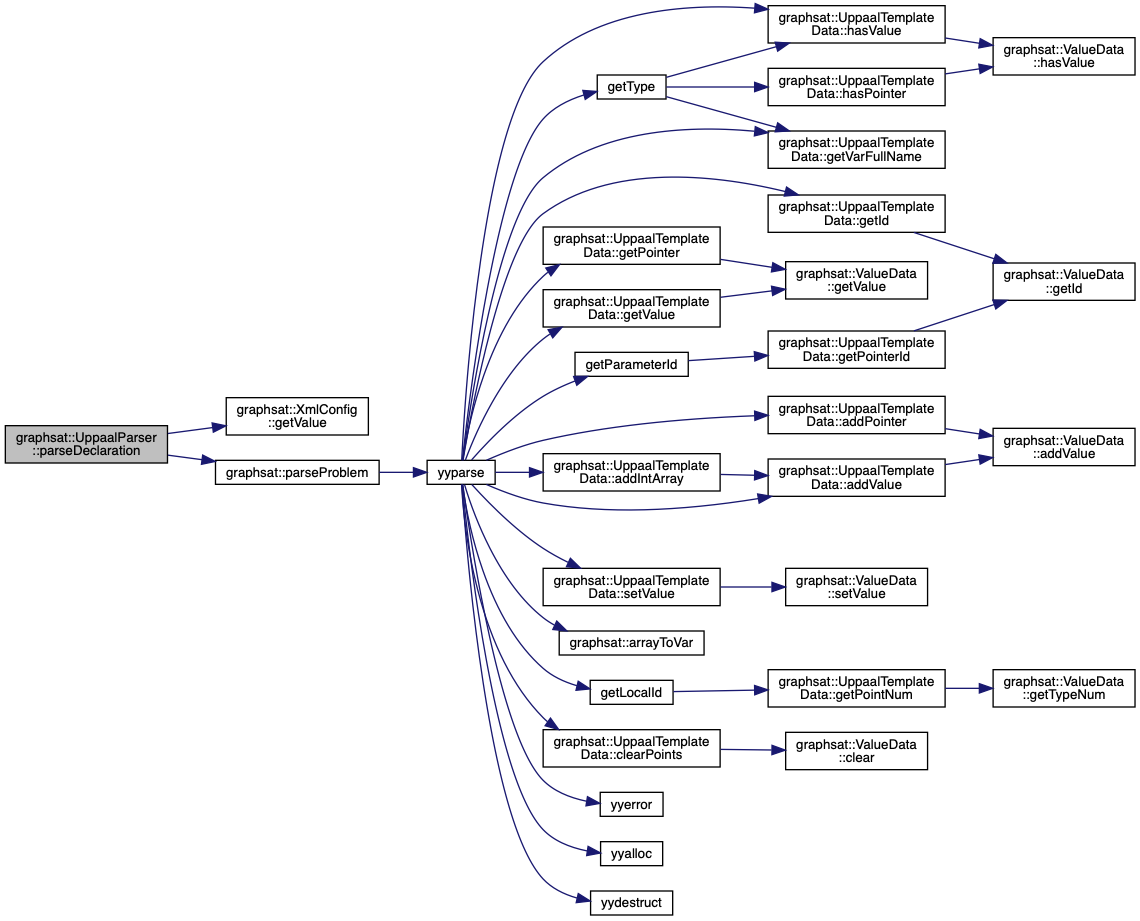 graphsat::UppaalParser
::parseDeclaration
graphsat::XmlConfig
::getValue
graphsat::parseProblem
yyparse
getType
graphsat::UppaalTemplate
Data::hasValue
graphsat::ValueData
::hasValue
graphsat::UppaalTemplate
Data::hasPointer
graphsat::UppaalTemplate
Data::getVarFullName
graphsat::UppaalTemplate
Data::getId
graphsat::ValueData
::getId
graphsat::UppaalTemplate
Data::getPointer
graphsat::ValueData
::getValue
graphsat::UppaalTemplate
Data::getValue
getParameterId
graphsat::UppaalTemplate
Data::getPointerId
graphsat::UppaalTemplate
Data::addPointer
graphsat::ValueData
::addValue
graphsat::UppaalTemplate
Data::addIntArray
graphsat::UppaalTemplate
Data::addValue
graphsat::UppaalTemplate
Data::setValue
graphsat::ValueData
::setValue
graphsat::arrayToVar
getLocalId
graphsat::UppaalTemplate
Data::getPointNum
graphsat::ValueData
::getTypeNum
graphsat::UppaalTemplate
Data::clearPoints
graphsat::ValueData
::clear
yyerror
yyalloc
yydestruct